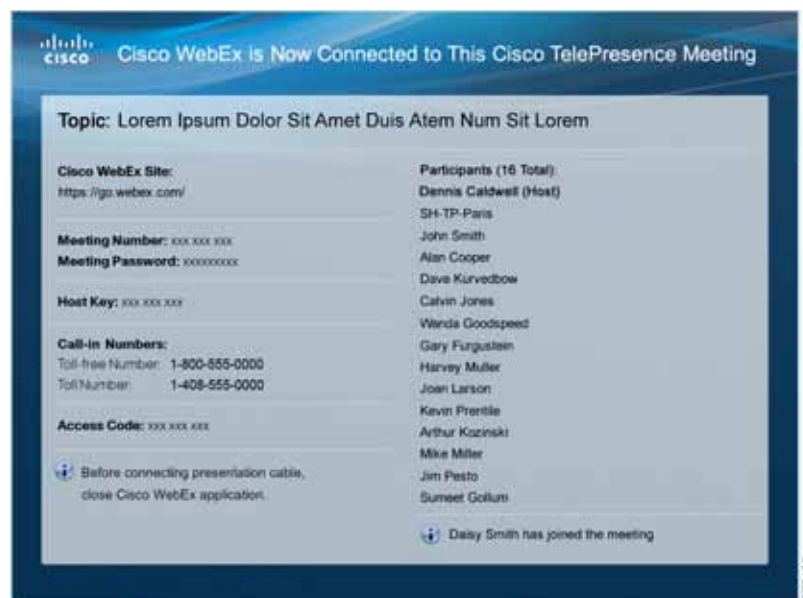 CISCO
Cisco WebEx is Now Connected to This Cisco TelePresence Meeting
Topic: Lorem Ipsum Dolor Sit Amet Duis Atem Num Sit Lorem
Cisco WebEx Site:
https://go.webex.com/
Meeting Number: xxx xxx xxx
Meeting Password: xxxxxxxxx
Host Key: xxx xxx xxx
Call-in Numbers:
Toll-free Number: 1-800-555-0000
Toll Number: 1-408-555-0000
Access Code: xxx xxx xxx
Before connecting presentation cable,
close Cisco WebEx application.
Participants (16 Total):
Dennis Caldwell (Host)
SH-TP-Paris
John Smith
Alan Cooper
Dave Kurvedbow
Calvin Jones
Wanda Goodspeed
Gary Furgustein
Harvey Muller
Joan Larson
Kevin Prentile
Arthur Kozinski
Mike Miller
Jim Pesto
Sumeet Gollum
Daisy Smith has joined the meeting